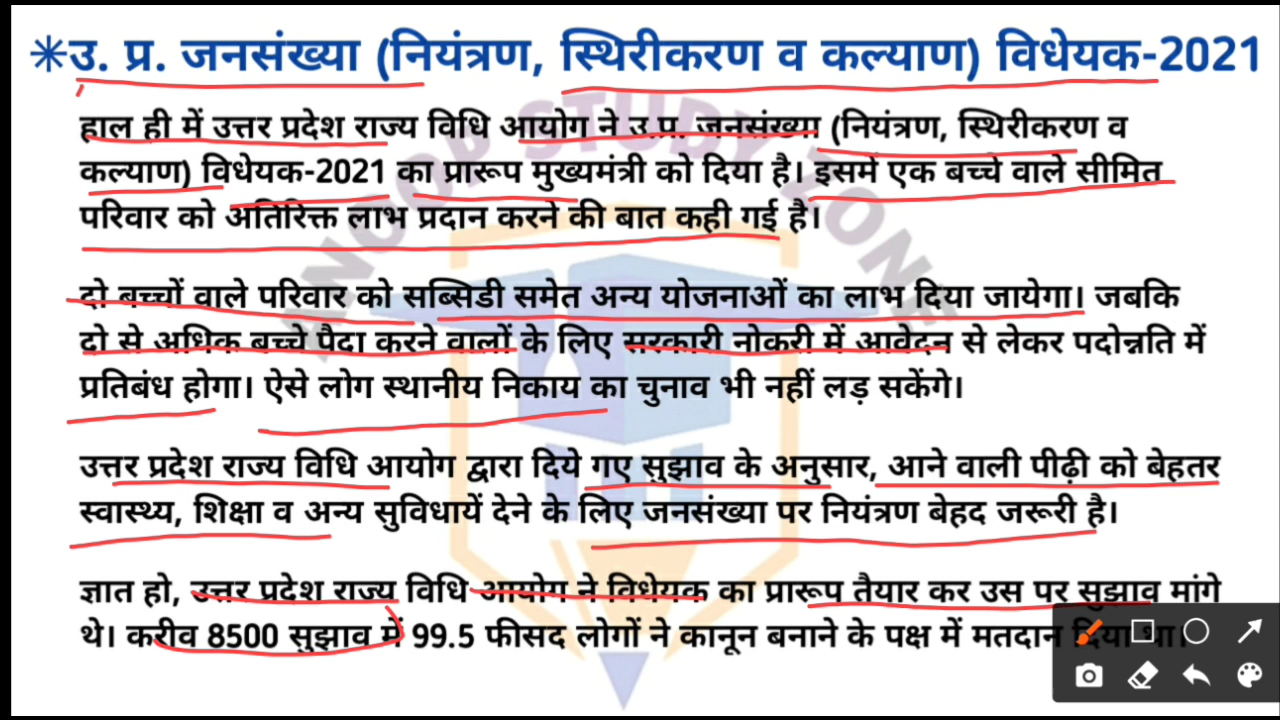 *उ. प्र. जनसंख्या (नियंत्रण, स्थिरीकरण व कल्याण) विधेयक-2021
हाल ही में उत्तर प्रदेश राज्य विधि आयोग ने उ.प्र. जनसंख्या (नियंत्रण, स्थिरीकरण व
कल्याण) विधेयक-2021 का प्रारूप मुख्यमंत्री को दिया है। इसमें एक बच्चे वाले सीमित
परिवार को अतिरिक्त लाभ प्रदान करने की बात कही गई है।
दो बच्चों वाले परिवार को सब्सिडी समेत अन्य योजनाओं का लाभ दिया जायेगा। जबकि
दो से अधिक बच्चे पैदा करने वालों के लिए सरकारी नोकरी में आवेदन से लेकर पदोन्नति में
प्रतिबंध होगा। ऐसे लोग स्थानीय निकाय का चुनाव भी नहीं लड़ सकेंगे।
उत्तर प्रदेश राज्य विधि आयोग द्वारा दिये गए सुझाव के अनुसार, आने वाली पीढ़ी को बेहतर
स्वास्थ्य, शिक्षा व अन्य सुविधायें देने के लिए जनसंख्या पर नियंत्रण बेहद जरूरी है।
ज्ञात हो, उत्तर प्रदेश राज्य विधि आयोग ने विधेयक का प्रारूप तैयार कर उस पर सुझाव मांगे
थे। करीव 8500 सुझाव में 99.5 फीसद लोगों ने कानून बनाने के पक्ष में मतदान दिया था।
ANOOP STUDY ZONE